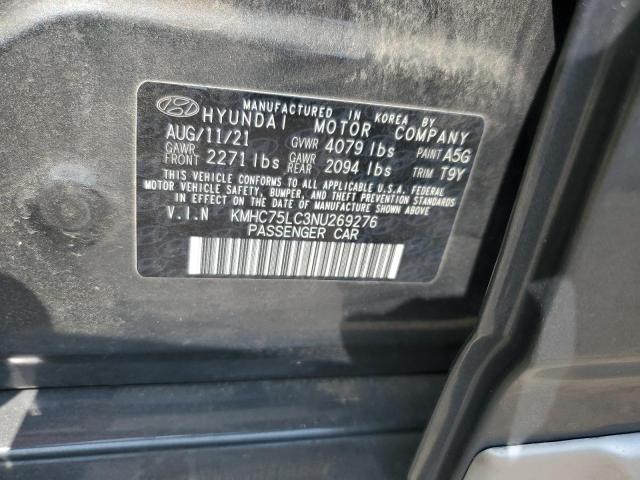 MANUFACTURED IN KOREA BY
HYUNDAI MOTOR COMPANY
AUG/11/21 GVWR 4079 lbs PAINT A5G
GAWR FRONT 2271 lbs GAWR REAR 2094 lbs TRIM T9Y
THIS VEHICLE CONFORMS TO ALL APPLICABLE U.S.A. FEDERAL
MOTOR VEHICLE SAFETY, BUMPER, AND THEFT PREVENTION
STANDARDS IN EFFECT ON THE DATE OF MANUFACTURE SHOWN ABOVE.
V.I.N KMHC75LC3NU269276
PASSENGER CAR